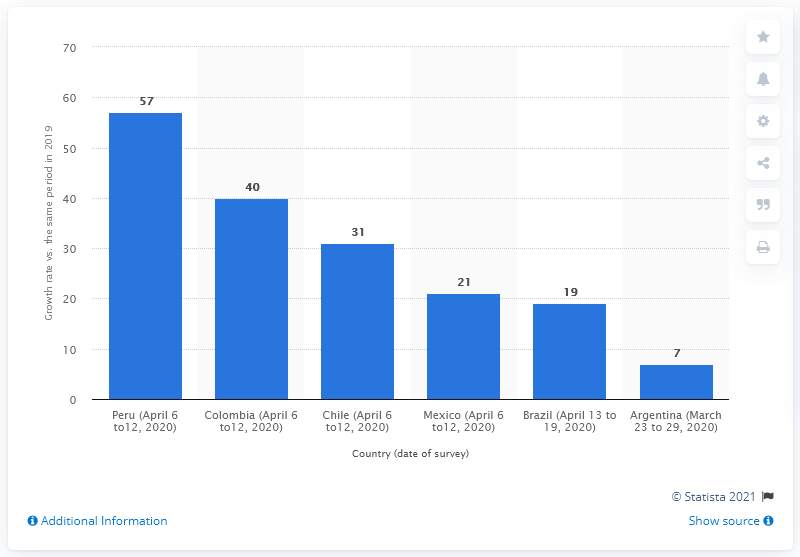 70
60
50
40
30
20
10
0
Growth rate vs. the same period in 2019
57
40
31
21
19
7
Peru (April 6
to12, 2020)
Colombia (April 6
to12, 2020)
Chile (April 6
to12, 2020)
Mexico (April 6
to12, 2020)
Brazil (April 13 to
19, 2020)
Argentina (March
23 to 29, 2020)
Country (date of survey)
© Statista 2021
Additional Information
Show source